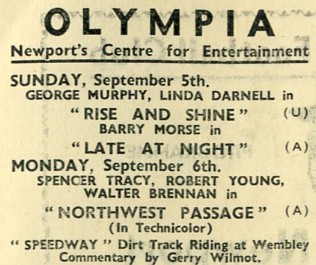 OLYMPIA
Newport's Centre for Entertainment
SUNDAY, September 5th.
GEORGE MURPHY, LINDA DARNELL in
"RISE AND SHINE" (U)
BARRY MORSE in
"LATE AT NIGHT" (A)
MONDAY, September 6th.
SPENCER TRACY, ROBERT YOUNG,
WALTER BRENNAN in
"NORTHWEST PASSAGE" (A)
(In Technicolor)
"SPEEDWAY" Dirt Track Riding at Wembley
Commentary by Gerry Wilmot.